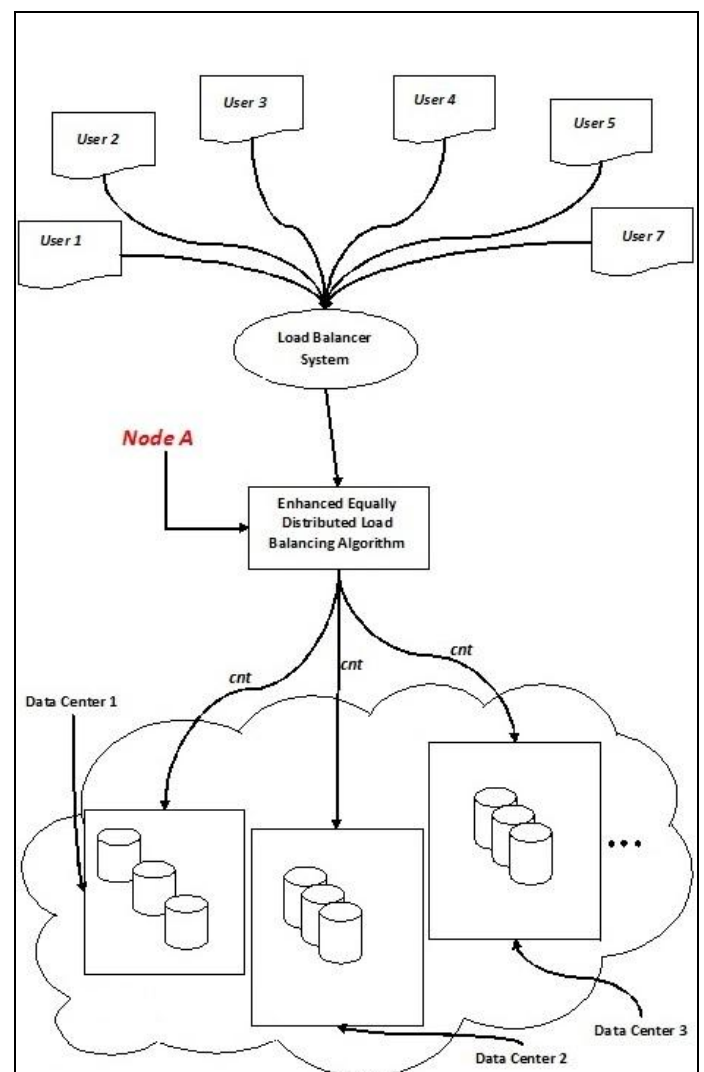 User 3
User 4
User 2
User 5
User 1
User 7
Load Balancer
System
Node A
Enhanced Equally
Distributed Load
Balancing Algorithm
cnt
cnt
cnt
Data Center 1
...
Data Center 3
Data Center 2